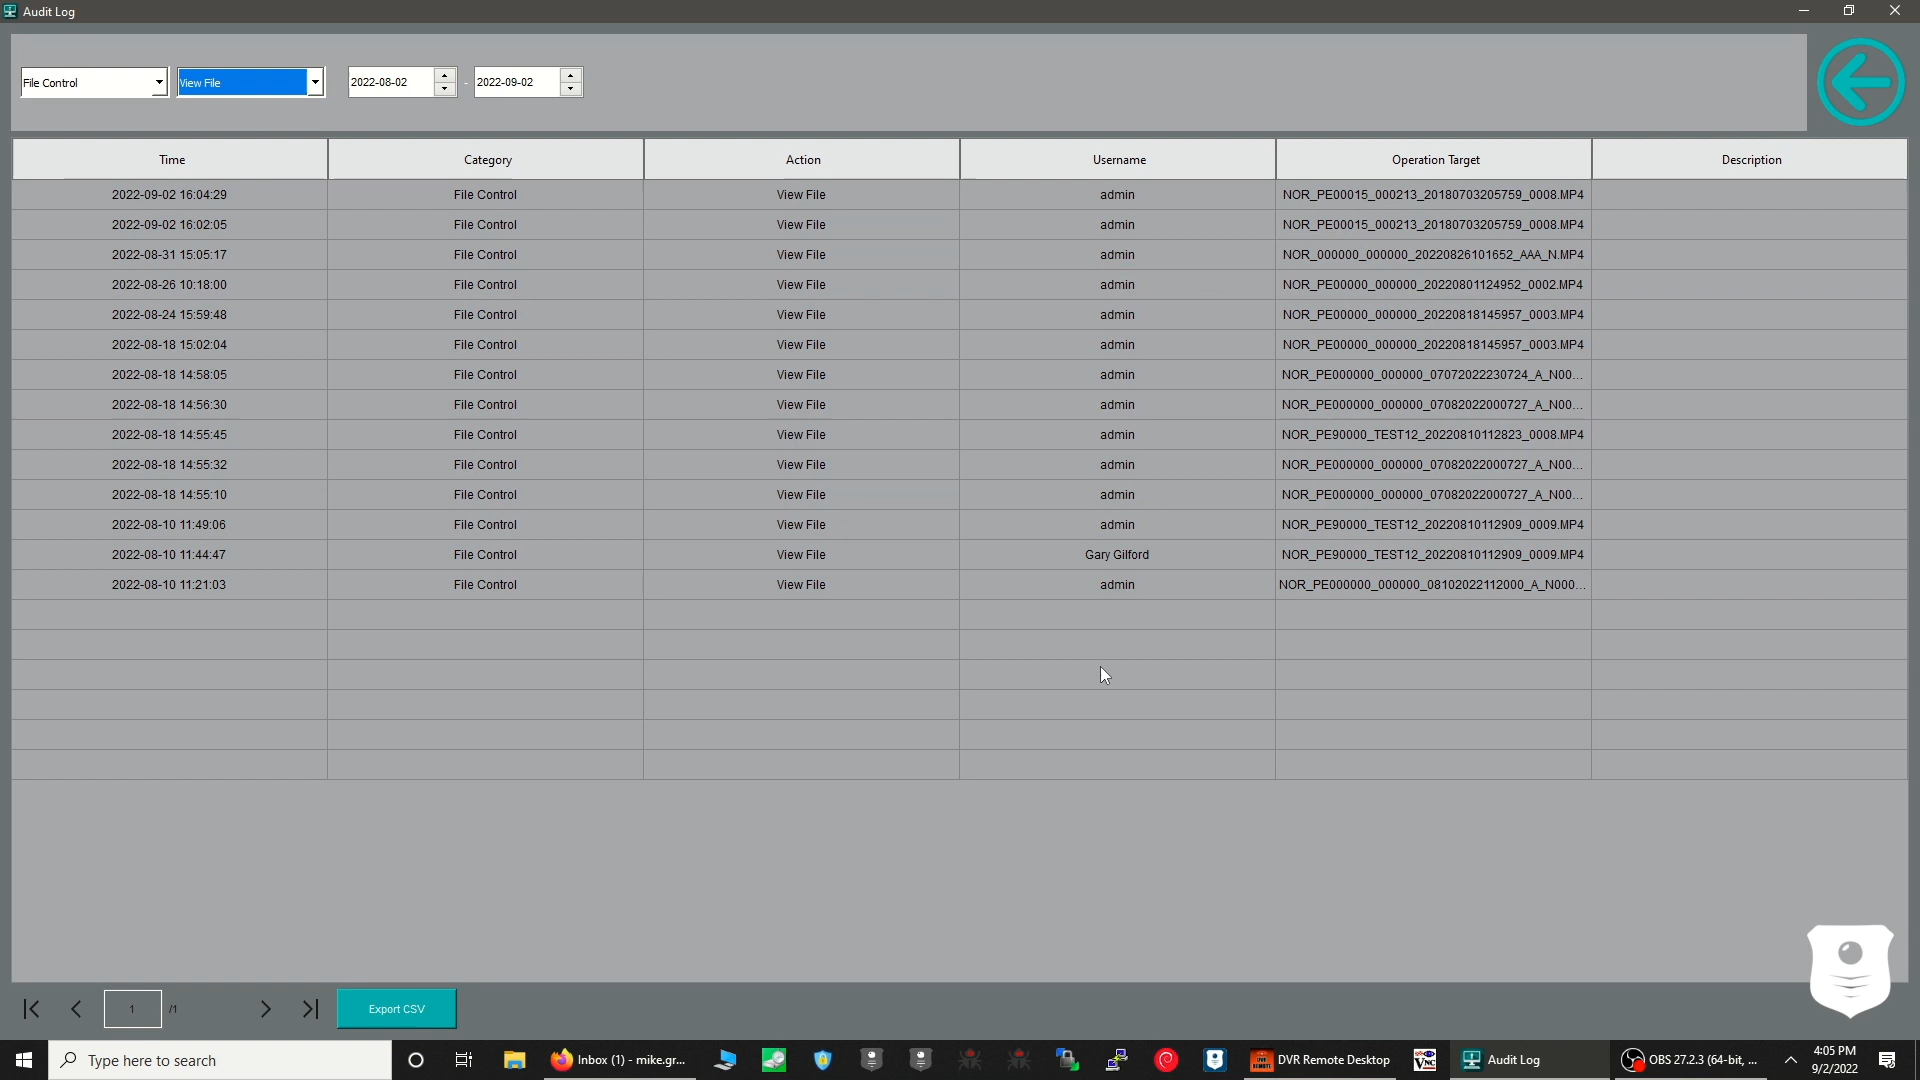 Audit Log
File Control View File 2022-08-02 - 2022-09-02
Time Category Action Username Operation Target Description
2022-09-02 16:04:29 File Control View File admin NOR_PE00015_000213_20180703205759_0008.MP4
2022-09-02 16:02:05 File Control View File admin NOR_PE00015_000213_20180703205759_0008.MP4
2022-08-31 15:05:17 File Control View File admin NOR_000000_000000_20220826101652_AAA_N.MP4
2022-08-26 10:18:00 File Control View File admin NOR_PE00000_000000_20220801124952_0002.MP4
2022-08-24 15:59:48 File Control View File admin NOR_PE00000_000000_20220818145957_0003.MP4
2022-08-18 15:02:04 File Control View File admin NOR_PE00000_000000_20220818145957_0003.MP4
2022-08-18 14:58:05 File Control View File admin NOR_PE000000_000000_07072022230724_A_N00...
2022-08-18 14:56:30 File Control View File admin NOR_PE000000_000000_07082022000727_A_N00...
2022-08-18 14:55:45 File Control View File admin NOR_PE90000_TEST12_20220810112823_0008.MP4
2022-08-18 14:55:32 File Control View File admin NOR_PE000000_000000_07082022000727_A_N00...
2022-08-18 14:55:10 File Control View File admin NOR_PE000000_000000_07082022000727_A_N00...
2022-08-10 11:49:06 File Control View File admin NOR_PE90000_TEST12_20220810112909_0009.MP4
2022-08-10 11:44:47 File Control View File Gary Gilford NOR_PE90000_TEST12_20220810112909_0009.MP4
2022-08-10 11:21:03 File Control View File admin NOR_PE000000_000000_08102022112000_A_N000...
1 /1 Export CSV
Type here to search Inbox (1) - mike.gr... DVR Remote Desktop Audit Log OBS 27.2.3 (64-bit, ... 4:05 PM
9/2/2022